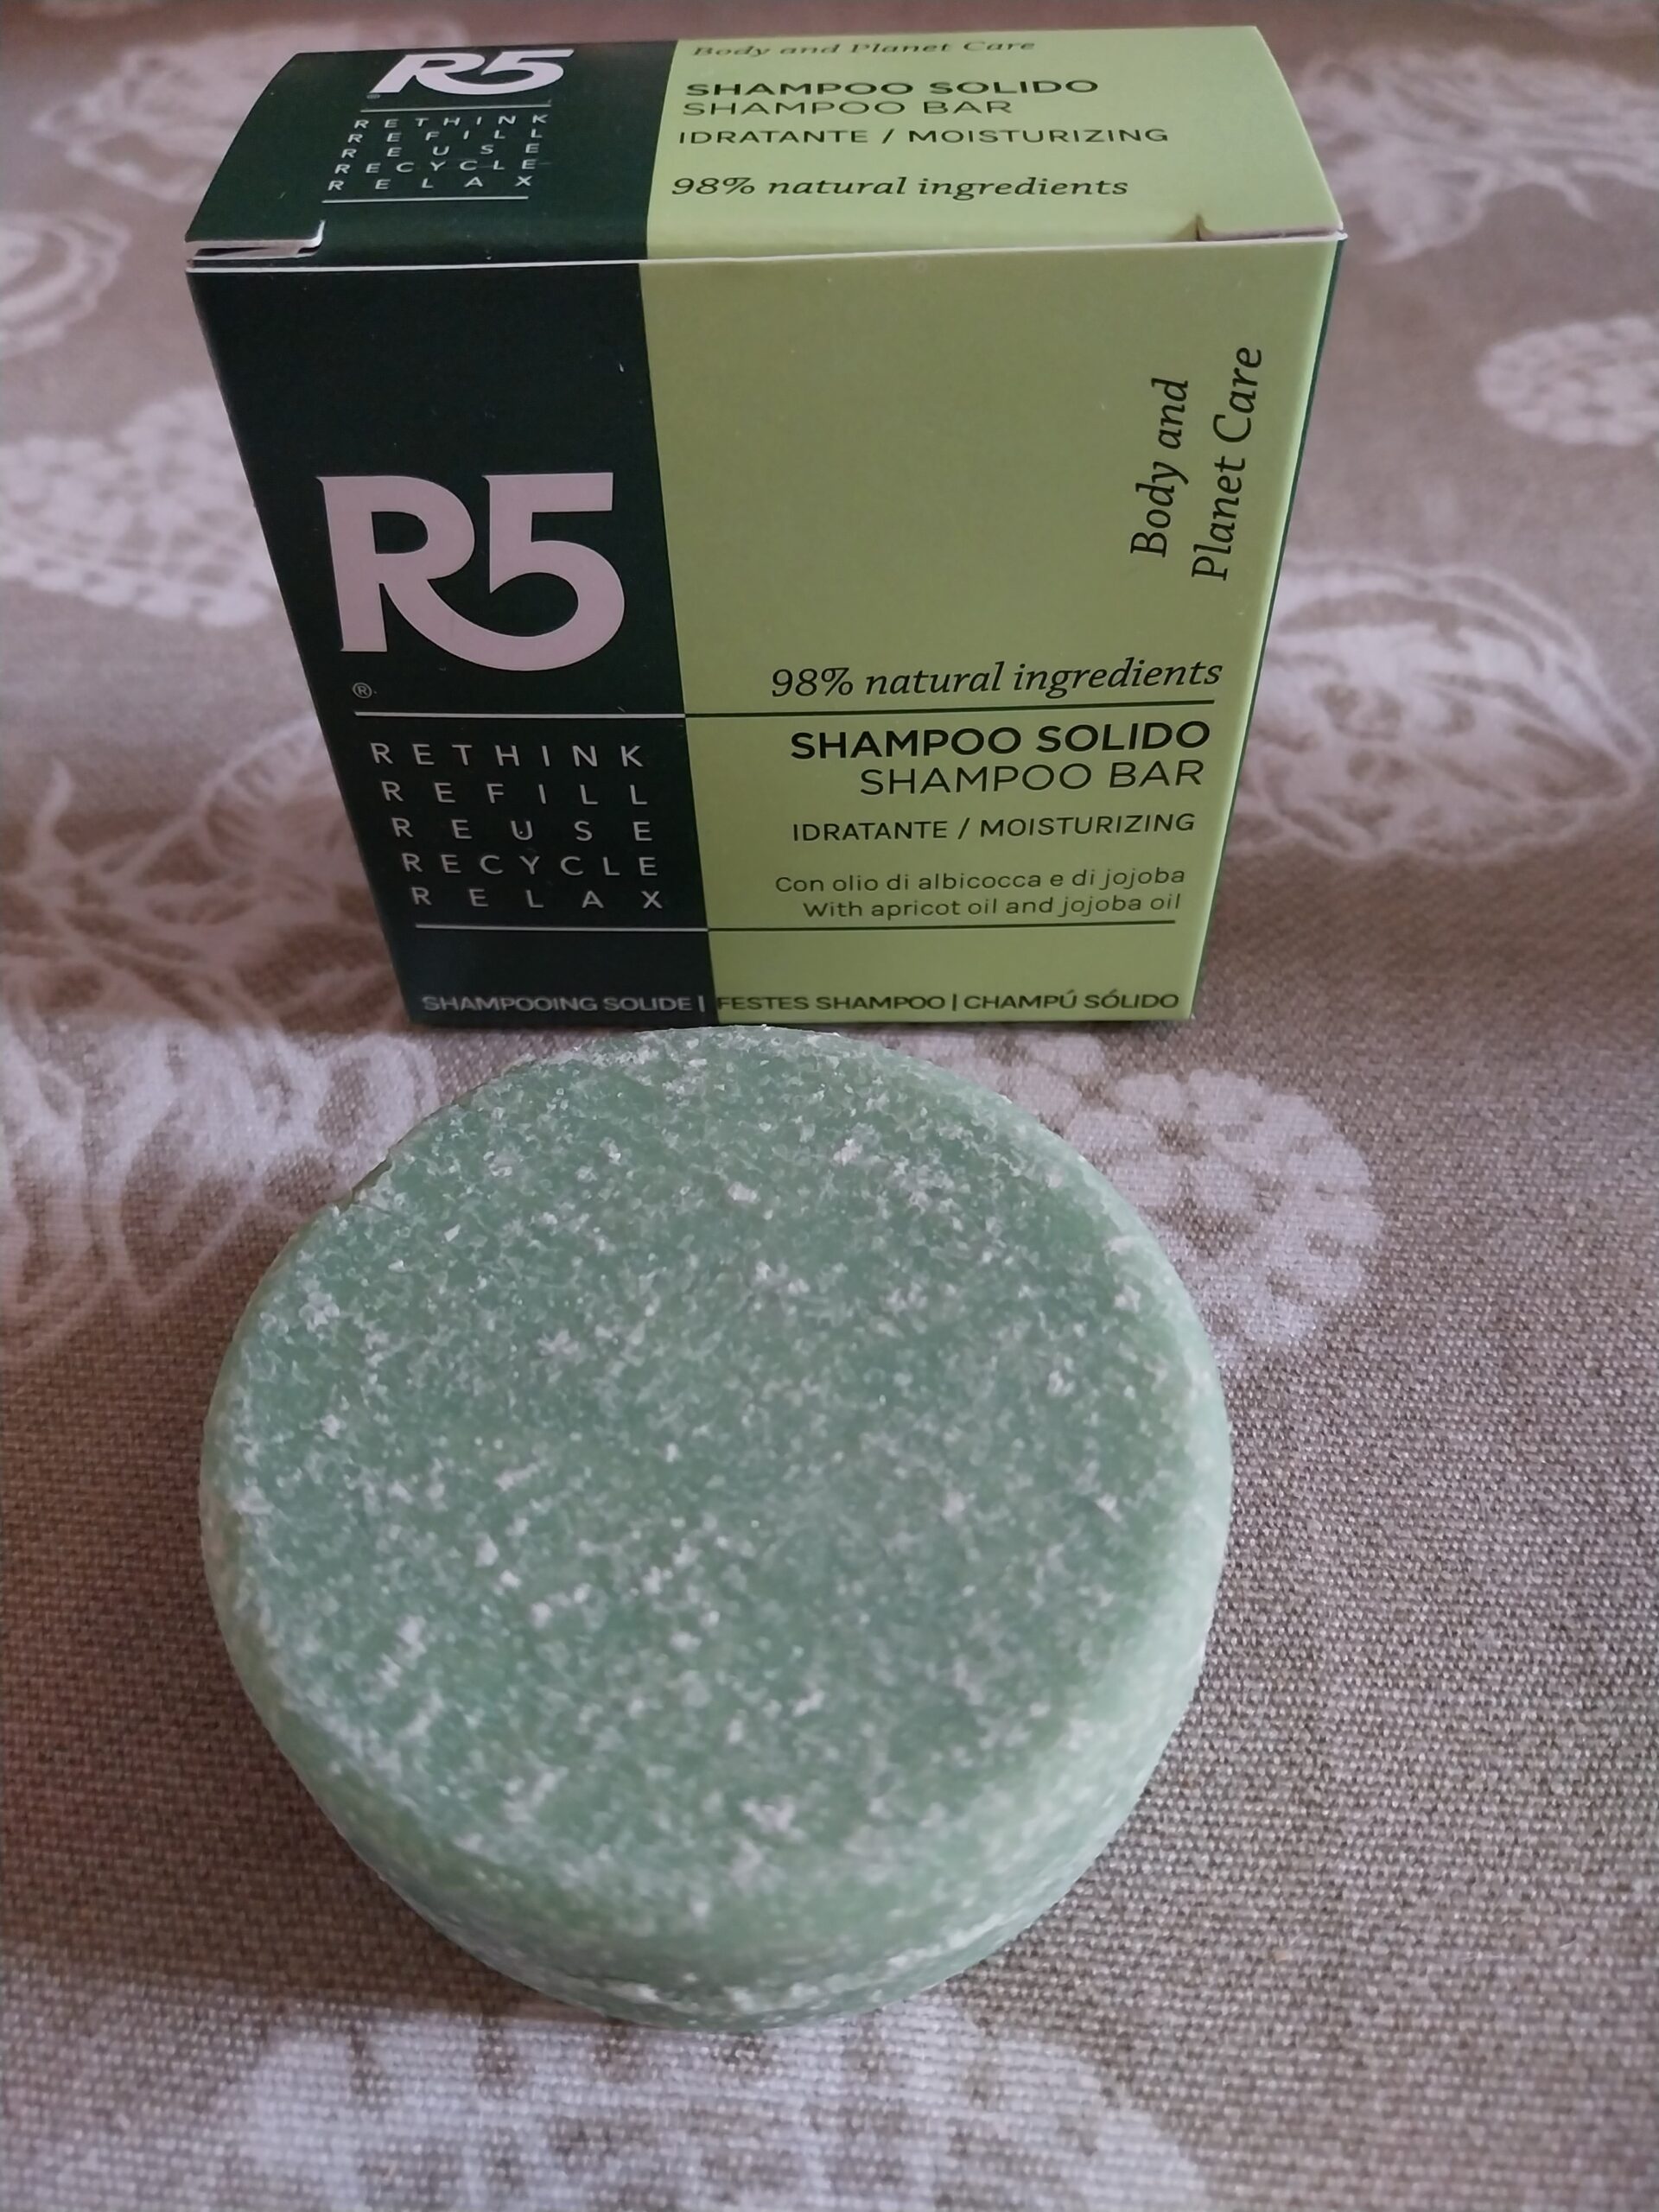 R5
RETHINK
REFILL
REUSE
RECYCLE
RELAX
Body and Planet Care
SHAMPOO SOLIDO
SHAMPOO BAR
IDRATANTE / MOISTURIZING
98% natural ingredients
R5
®
RETHINK
REFILL
REUSE
RECYCLE
RELAX
Body and
Planet Care
98% natural ingredients
SHAMPOO SOLIDO
SHAMPOO BAR
IDRATANTE / MOISTURIZING
Con olio di albicocca e di jojoba
With apricot oil and jojoba oil
SHAMPOOING SOLIDE | FESTES SHAMPOO | CHAMPÚ SÓLIDO